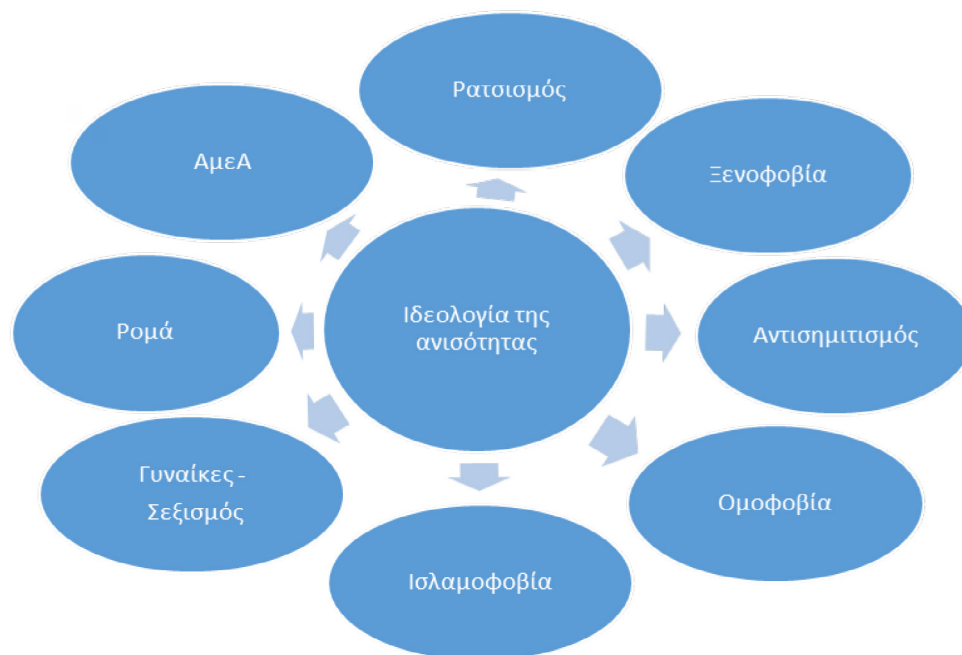 Ρατσισμός
ΑμεΑ
Ξενοφοβία
Ρομά
Ιδεολογία της
ανισότητας
Αντισημιτισμός
Γυναίκες -
Σεξισμός
Ομοφοβία
Ισλαμοφοβία